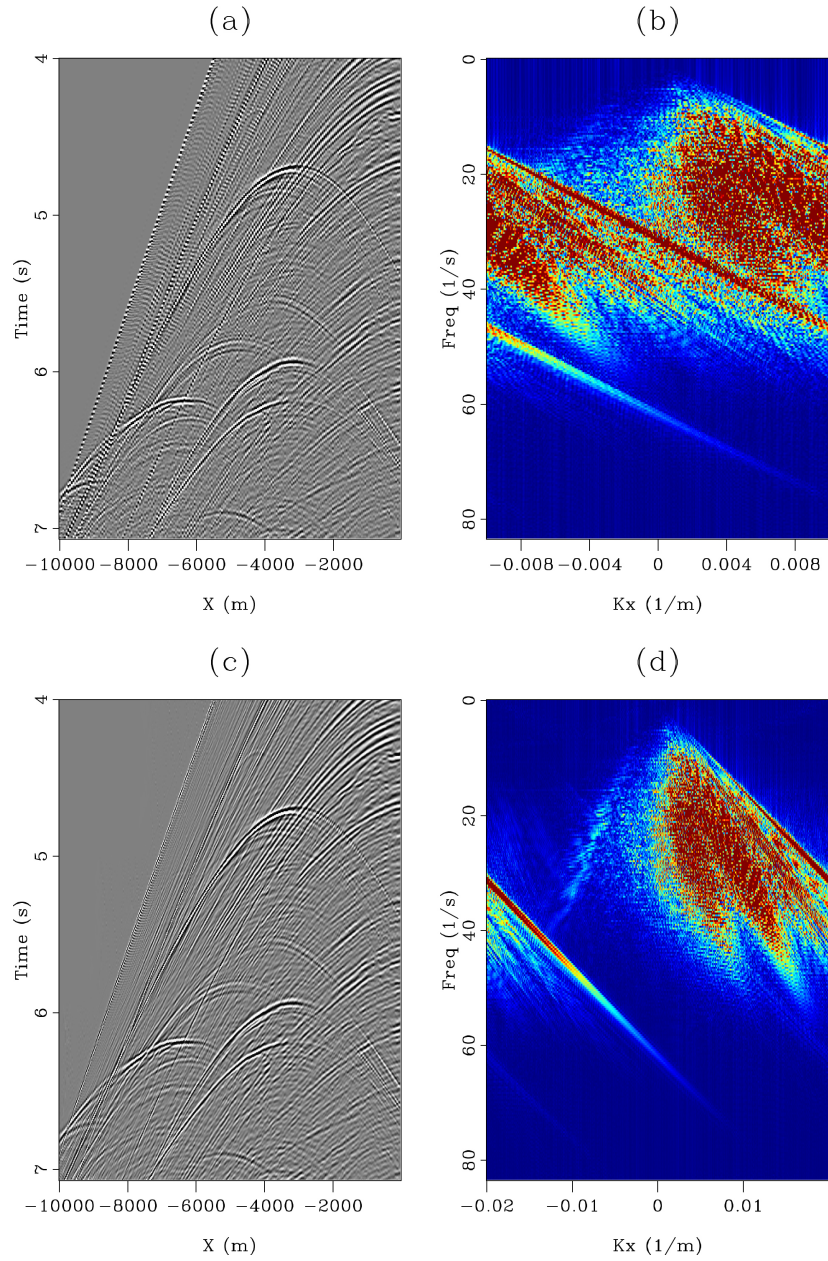 (a)
(b)
4
5
6
7
Time (s)
−10000 −8000 −6000 −4000 −2000
X (m)
0
20
40
60
80
Freq (1/s)
−0.008 −0.004 0 0.004 0.008
Kx (1/m)
(c)
(d)
4
5
6
7
Time (s)
−10000 −8000 −6000 −4000 −2000
X (m)
0
20
40
60
80
Freq (1/s)
−0.02 −0.01 0 0.01
Kx (1/m)